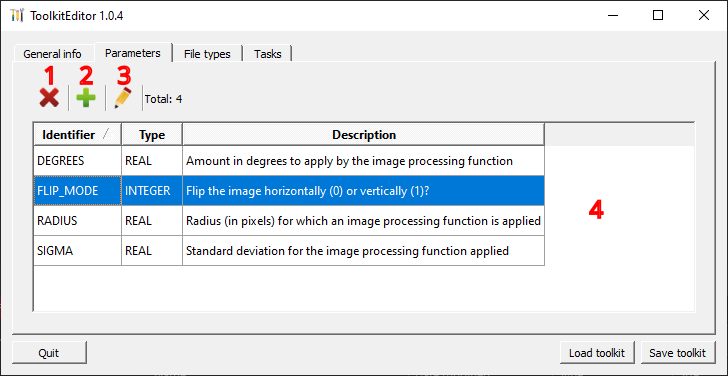 ToolkitEditor 1.0.4
General info Parameters File types Tasks
1 2 3
Total: 4
Identifier Type Description
DEGREES REAL Amount in degrees to apply by the image processing function
FLIP_MODE INTEGER Flip the image horizontally (0) or vertically (1)?
RADIUS REAL Radius (in pixels) for which an image processing function is applied
SIGMA REAL Standard deviation for the image processing function applied
4
Quit Load toolkit Save toolkit